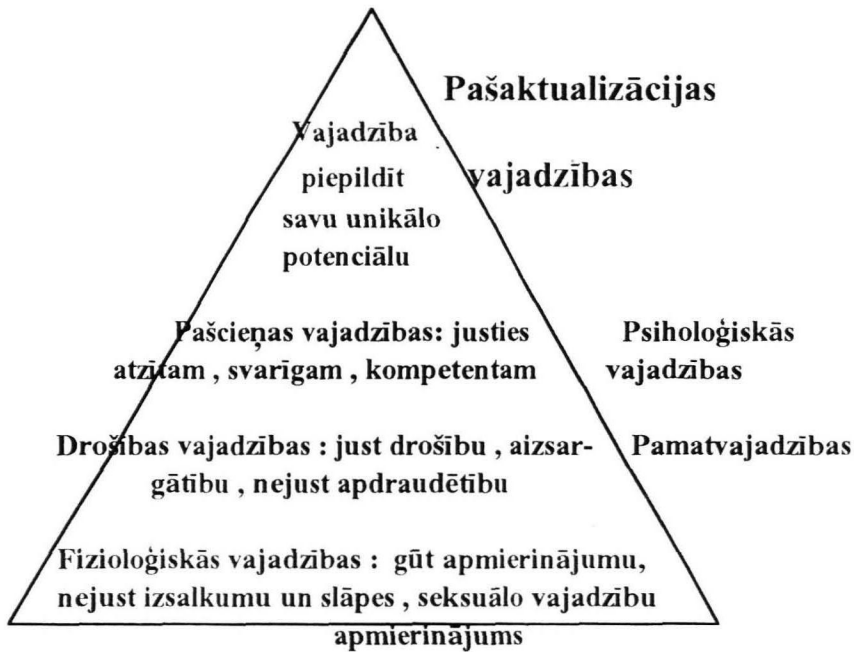 Pašaktualizācijas
Vajadzība
piepildīt vajadzības
savu unikālo
potenciālu
Pašcieņas vajadzības: justies Psiholoģiskās
atzītam , svarīgam , kompetentam vajadzības
Drošības vajadzības : just drošību , aizsar- Pamatvajadzības
gātību , nejust apdraudētību
Fizioloģiskās vajadzības : gūt apmierinājumu,
nejust izsalkumu un slāpes , seksuālo vajadzību
apmierinājums